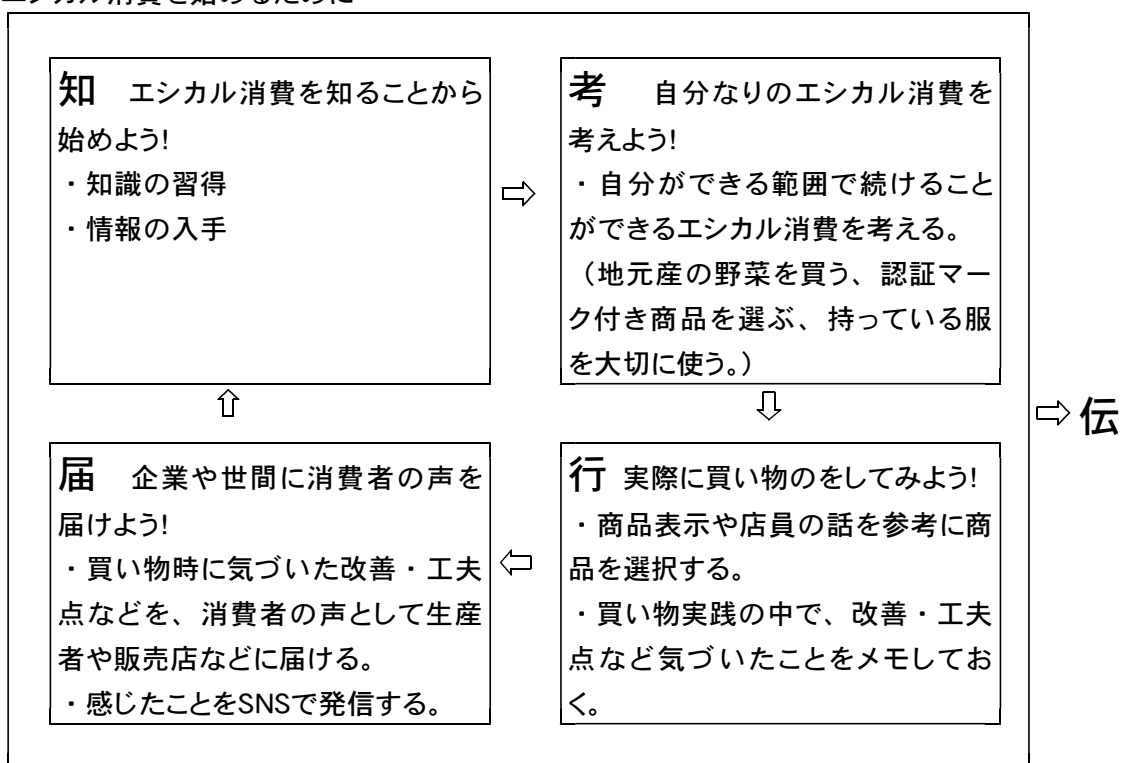 エシカル消費を始めるために
知 エシカル消費を知ることから
始めよう!
・知識の習得
・情報の入手
⇨
考 自分なりのエシカル消費を
考えよう!
・自分ができる範囲で続けること
ができるエシカル消費を考える。
（地元産の野菜を買う、認証マー
ク付き商品を選ぶ、持っている服
を大切に使う。）
⇧
⇩
届 企業や世間に消費者の声を
届けよう!
・買い物時に気づいた改善・工夫
点などを、消費者の声として生産
者や販売店などに届ける。
・感じたことをSNSで発信する。
⇦
行 実際に買い物のをしてみよう!
・商品表示や店員の話を参考に商
品を選択する。
・買い物実践の中で、改善・工夫
点など気づいたことをメモしてお
く。
⇨伝